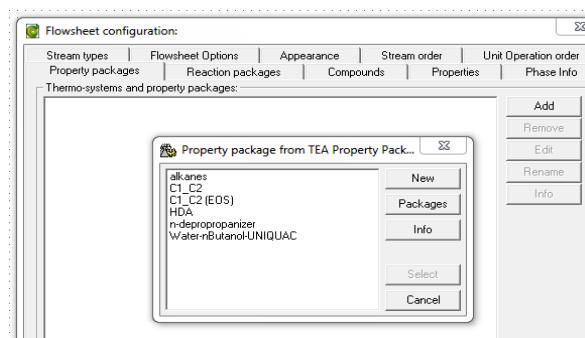 Flowsheet configuration:
Stream types Flowsheet Options Appearance Stream order Unit Operation order
Property packages Reaction packages Compounds Properties Phase Info
Thermo-systems and property packages:
Add
Remove
Edit
Rename
Info
Property package from TEA Property Pack...
alkanes
C1_C2
C1_C2 (EOS)
HDA
n-depropropanizer
Water-nButanol-UNIQUAC
New
Packages
Info
Select
Cancel